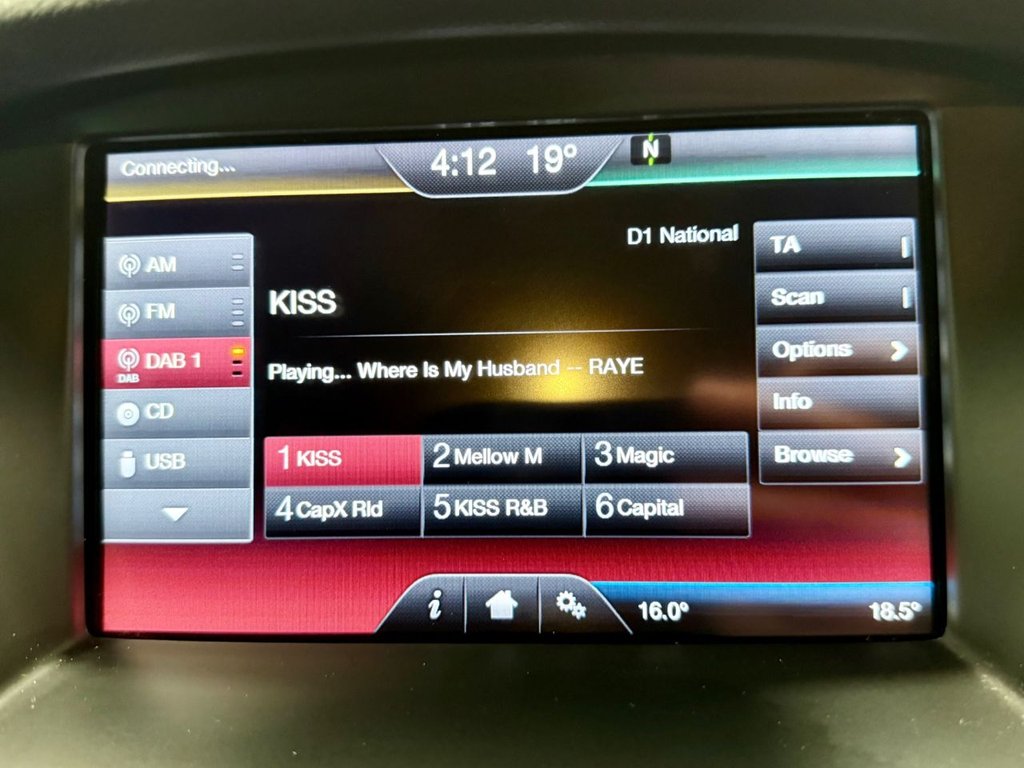 Connecting...
4:12 19°
N
D1 National
AM
FM
DAB 1
DAB
CD
USB
KISS
Playing... Where Is My Husband -- RAYE
1 KISS
2 Mellow M
3 Magic
4 CapX Rld
5 KISS R&B
6 Capital
TA
Scan
Options
Info
Browse
i
16.0°
18.5°